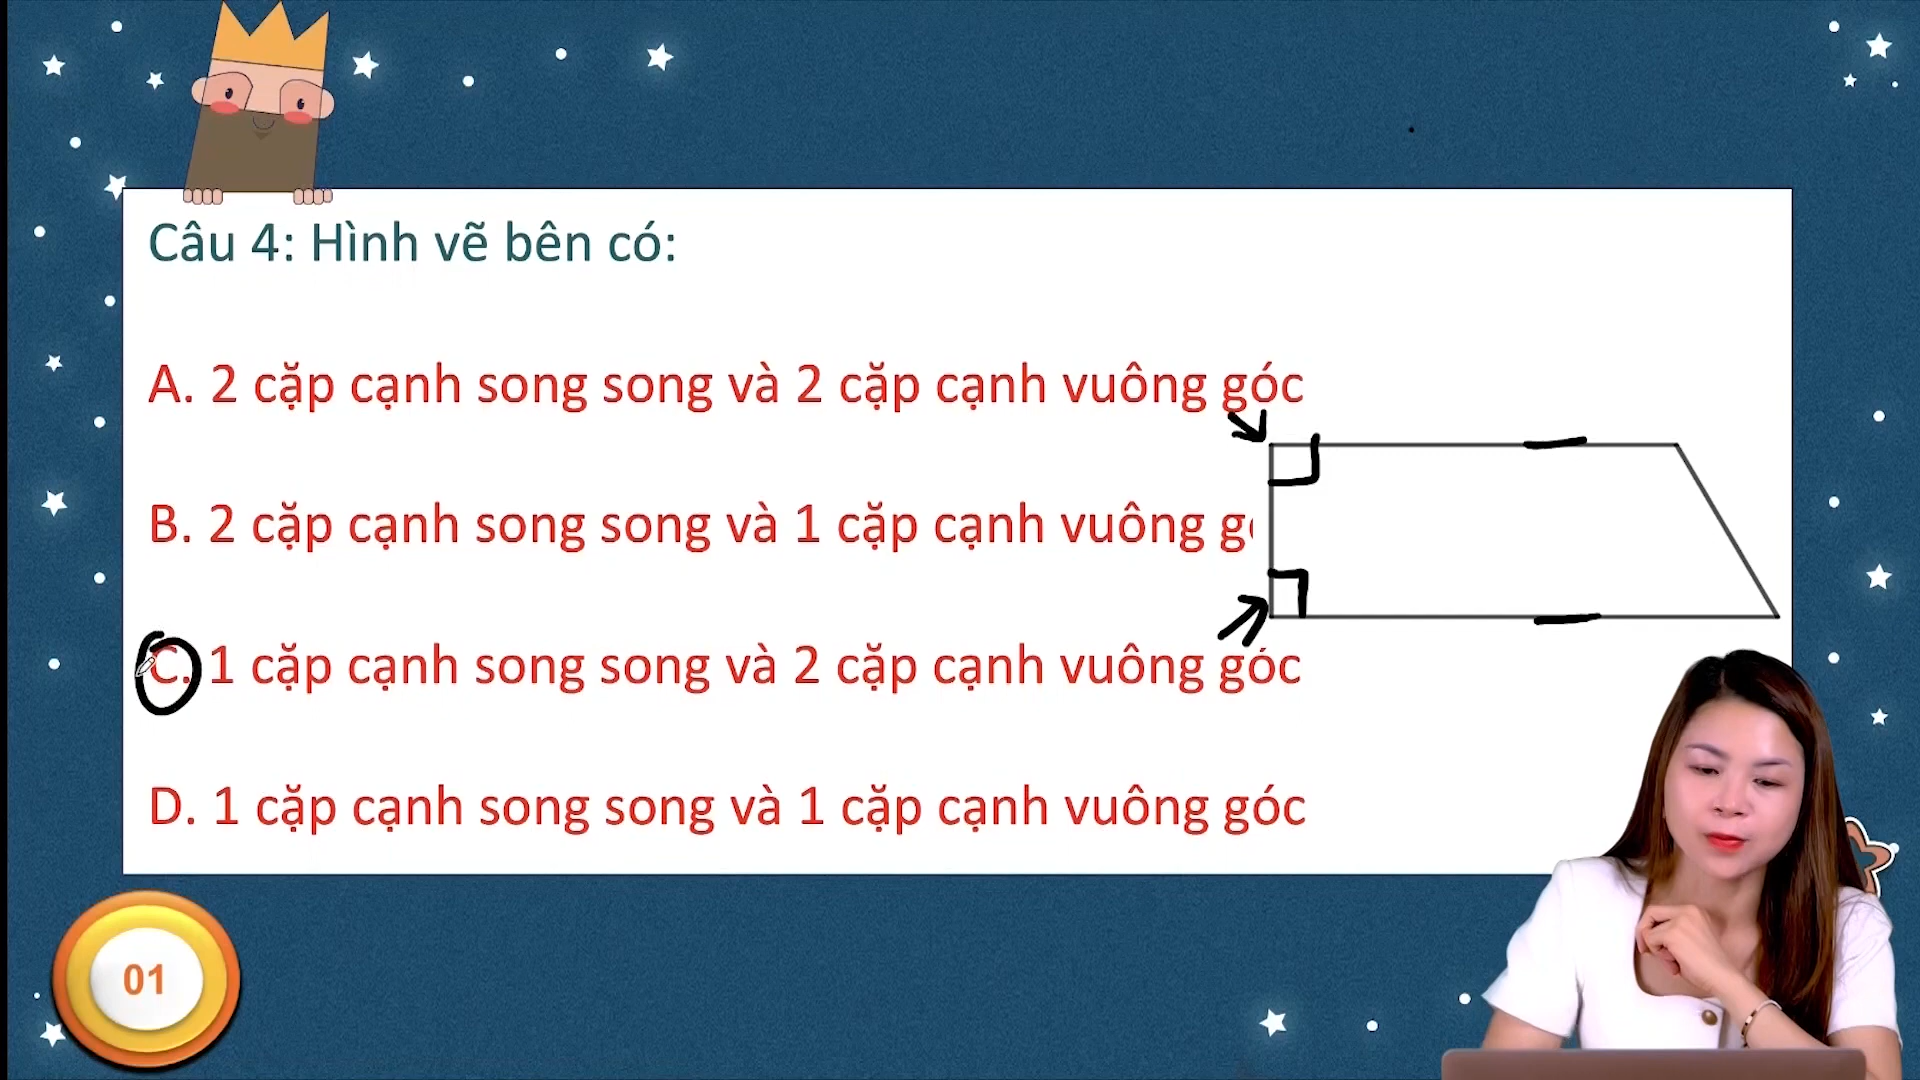 Câu 4: Hình vẽ bên có:
A. 2 cặp cạnh song song và 2 cặp cạnh vuông góc
B. 2 cặp cạnh song song và 1 cặp cạnh vuông
C. 1 cặp cạnh song song và 2 cặp cạnh vuông góc
D. 1 cặp cạnh song song và 1 cặp cạnh vuông góc
01